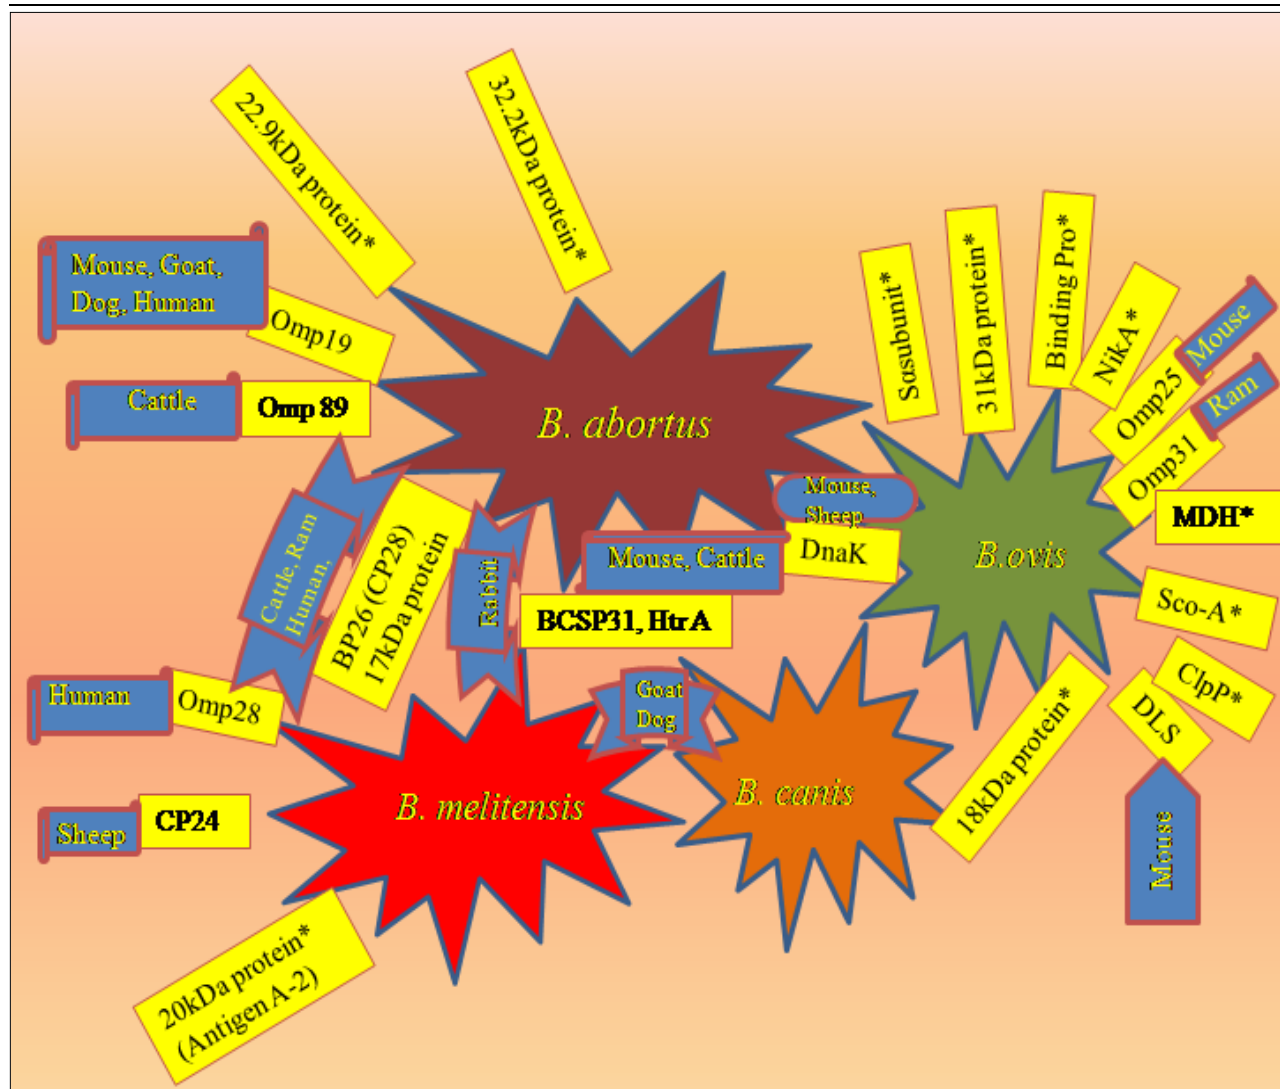 22.9kDa protein*
32.2kDa protein*
Mouse, Goat,
Dog, Human
Omp19
Cattle
Omp 89
B. abortus
Sαsubunit*
31kDa protein*
Binding Pro*
NikA*
Omp25
Mouse
Omp31
Ram
MDH*
Mouse,
Sheep
DnaK
Mouse, Cattle
B.ovis
Cattle, Ram
Human,
BP26 (CP28)
17kDa protein
Rabbit
BCSP31, HtrA
Sco-A*
ClpP*
DLS
Mouse
18kDa protein*
Human
Omp28
Goat
Dog
B. melitensis
B. canis
Sheep
CP24
20kDa protein*
(Antigen A-2)